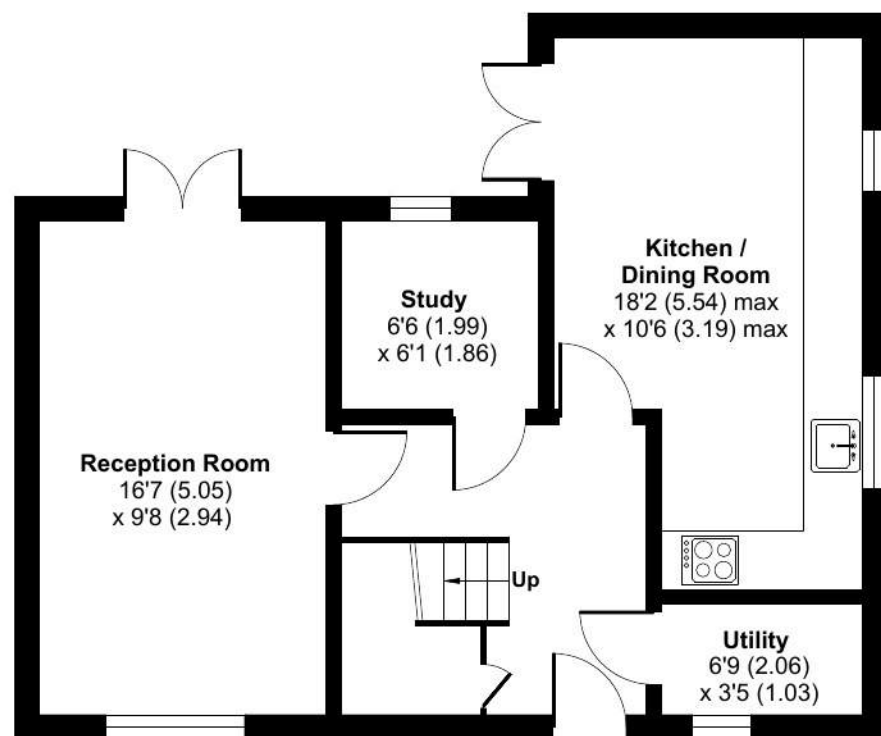 Kitchen /
Dining Room
18'2 (5.54) max
x 10'6 (3.19) max
Study
6'6 (1.99)
x 6'1 (1.86)
Reception Room
16'7 (5.05)
x 9'8 (2.94)
Up
Utility
6'9 (2.06)
x 3'5 (1.03)